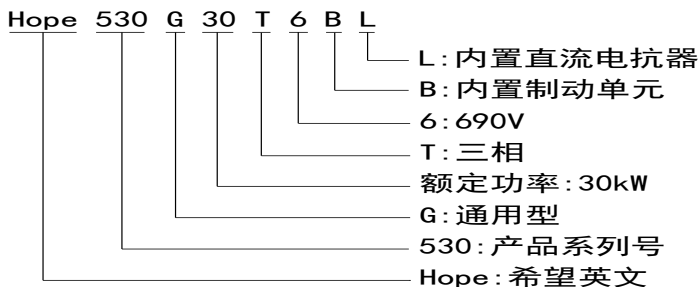 Hope 530 G 30 T 6 B L
L:内置直流电抗器
B:内置制动单元
6:690V
T:三相
额定功率:30kW
G:通用型
530:产品系列号
Hope:希望英文